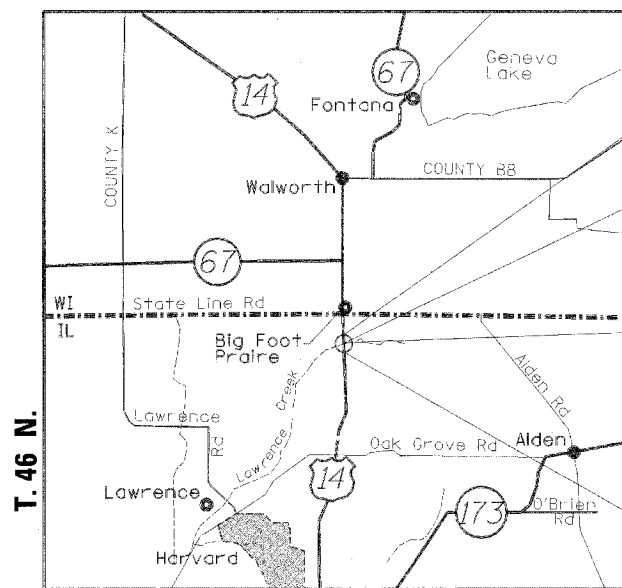 Geneva
Lake
67
14
Fontana
COUNTY K
COUNTY BB
Walworth
67
WI
State Line Rd
IL
Big Foot
Praire
Alden Rd
Lawrence Creek
Lawrence
Rd
Oak Grove Rd
Alden
T. 46 N.
14
Lawrence
173
O'Brien
Rd
Harvard